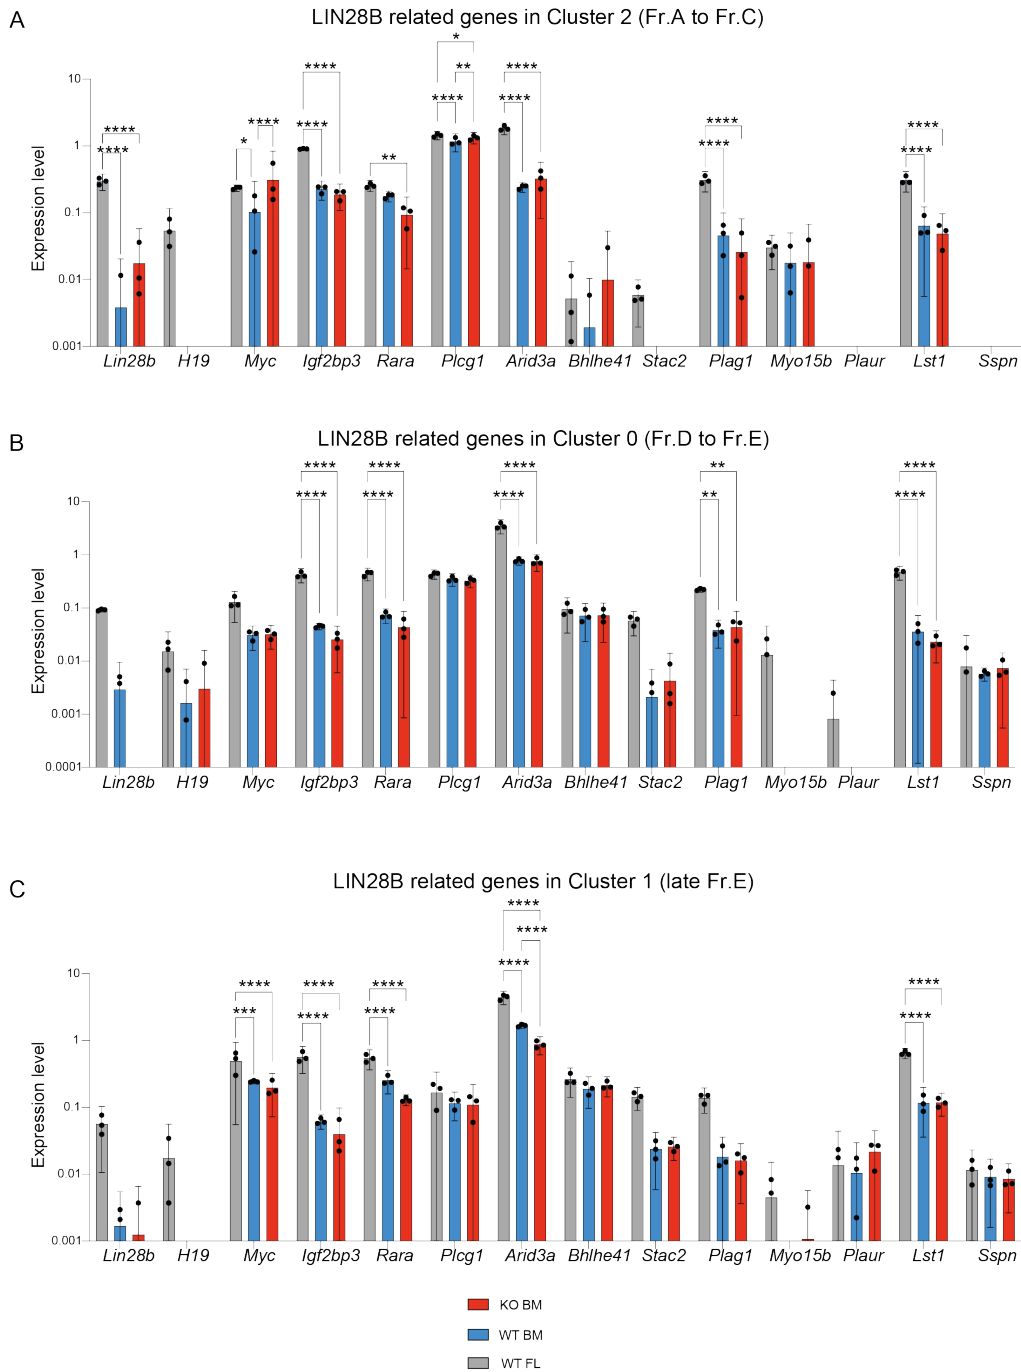 A
LIN28B related genes in Cluster 2 (Fr.A to Fr.C)
Expression level
10
1
0.1
0.01
0.001
**** **** * **** **** **** ** **** ** * **** **** **** **** **** ****
Lin28b H19 Myc Igf2bp3 Rara Plcg1 Arid3a Bhlhe41 Stac2 Plag1 Myo15b Plaur Lst1 Sspn
B
LIN28B related genes in Cluster 0 (Fr.D to Fr.E)
Expression level
10
1
0.1
0.01
0.001
0.0001
**** **** **** **** **** **** ** ** **** ****
Lin28b H19 Myc Igf2bp3 Rara Plcg1 Arid3a Bhlhe41 Stac2 Plag1 Myo15b Plaur Lst1 Sspn
C
LIN28B related genes in Cluster 1 (late Fr.E)
Expression level
10
1
0.1
0.01
0.001
*** **** **** **** **** **** **** **** **** **** ****
Lin28b H19 Myc Igf2bp3 Rara Plcg1 Arid3a Bhlhe41 Stac2 Plag1 Myo15b Plaur Lst1 Sspn
KO BM
WT BM
WT FL